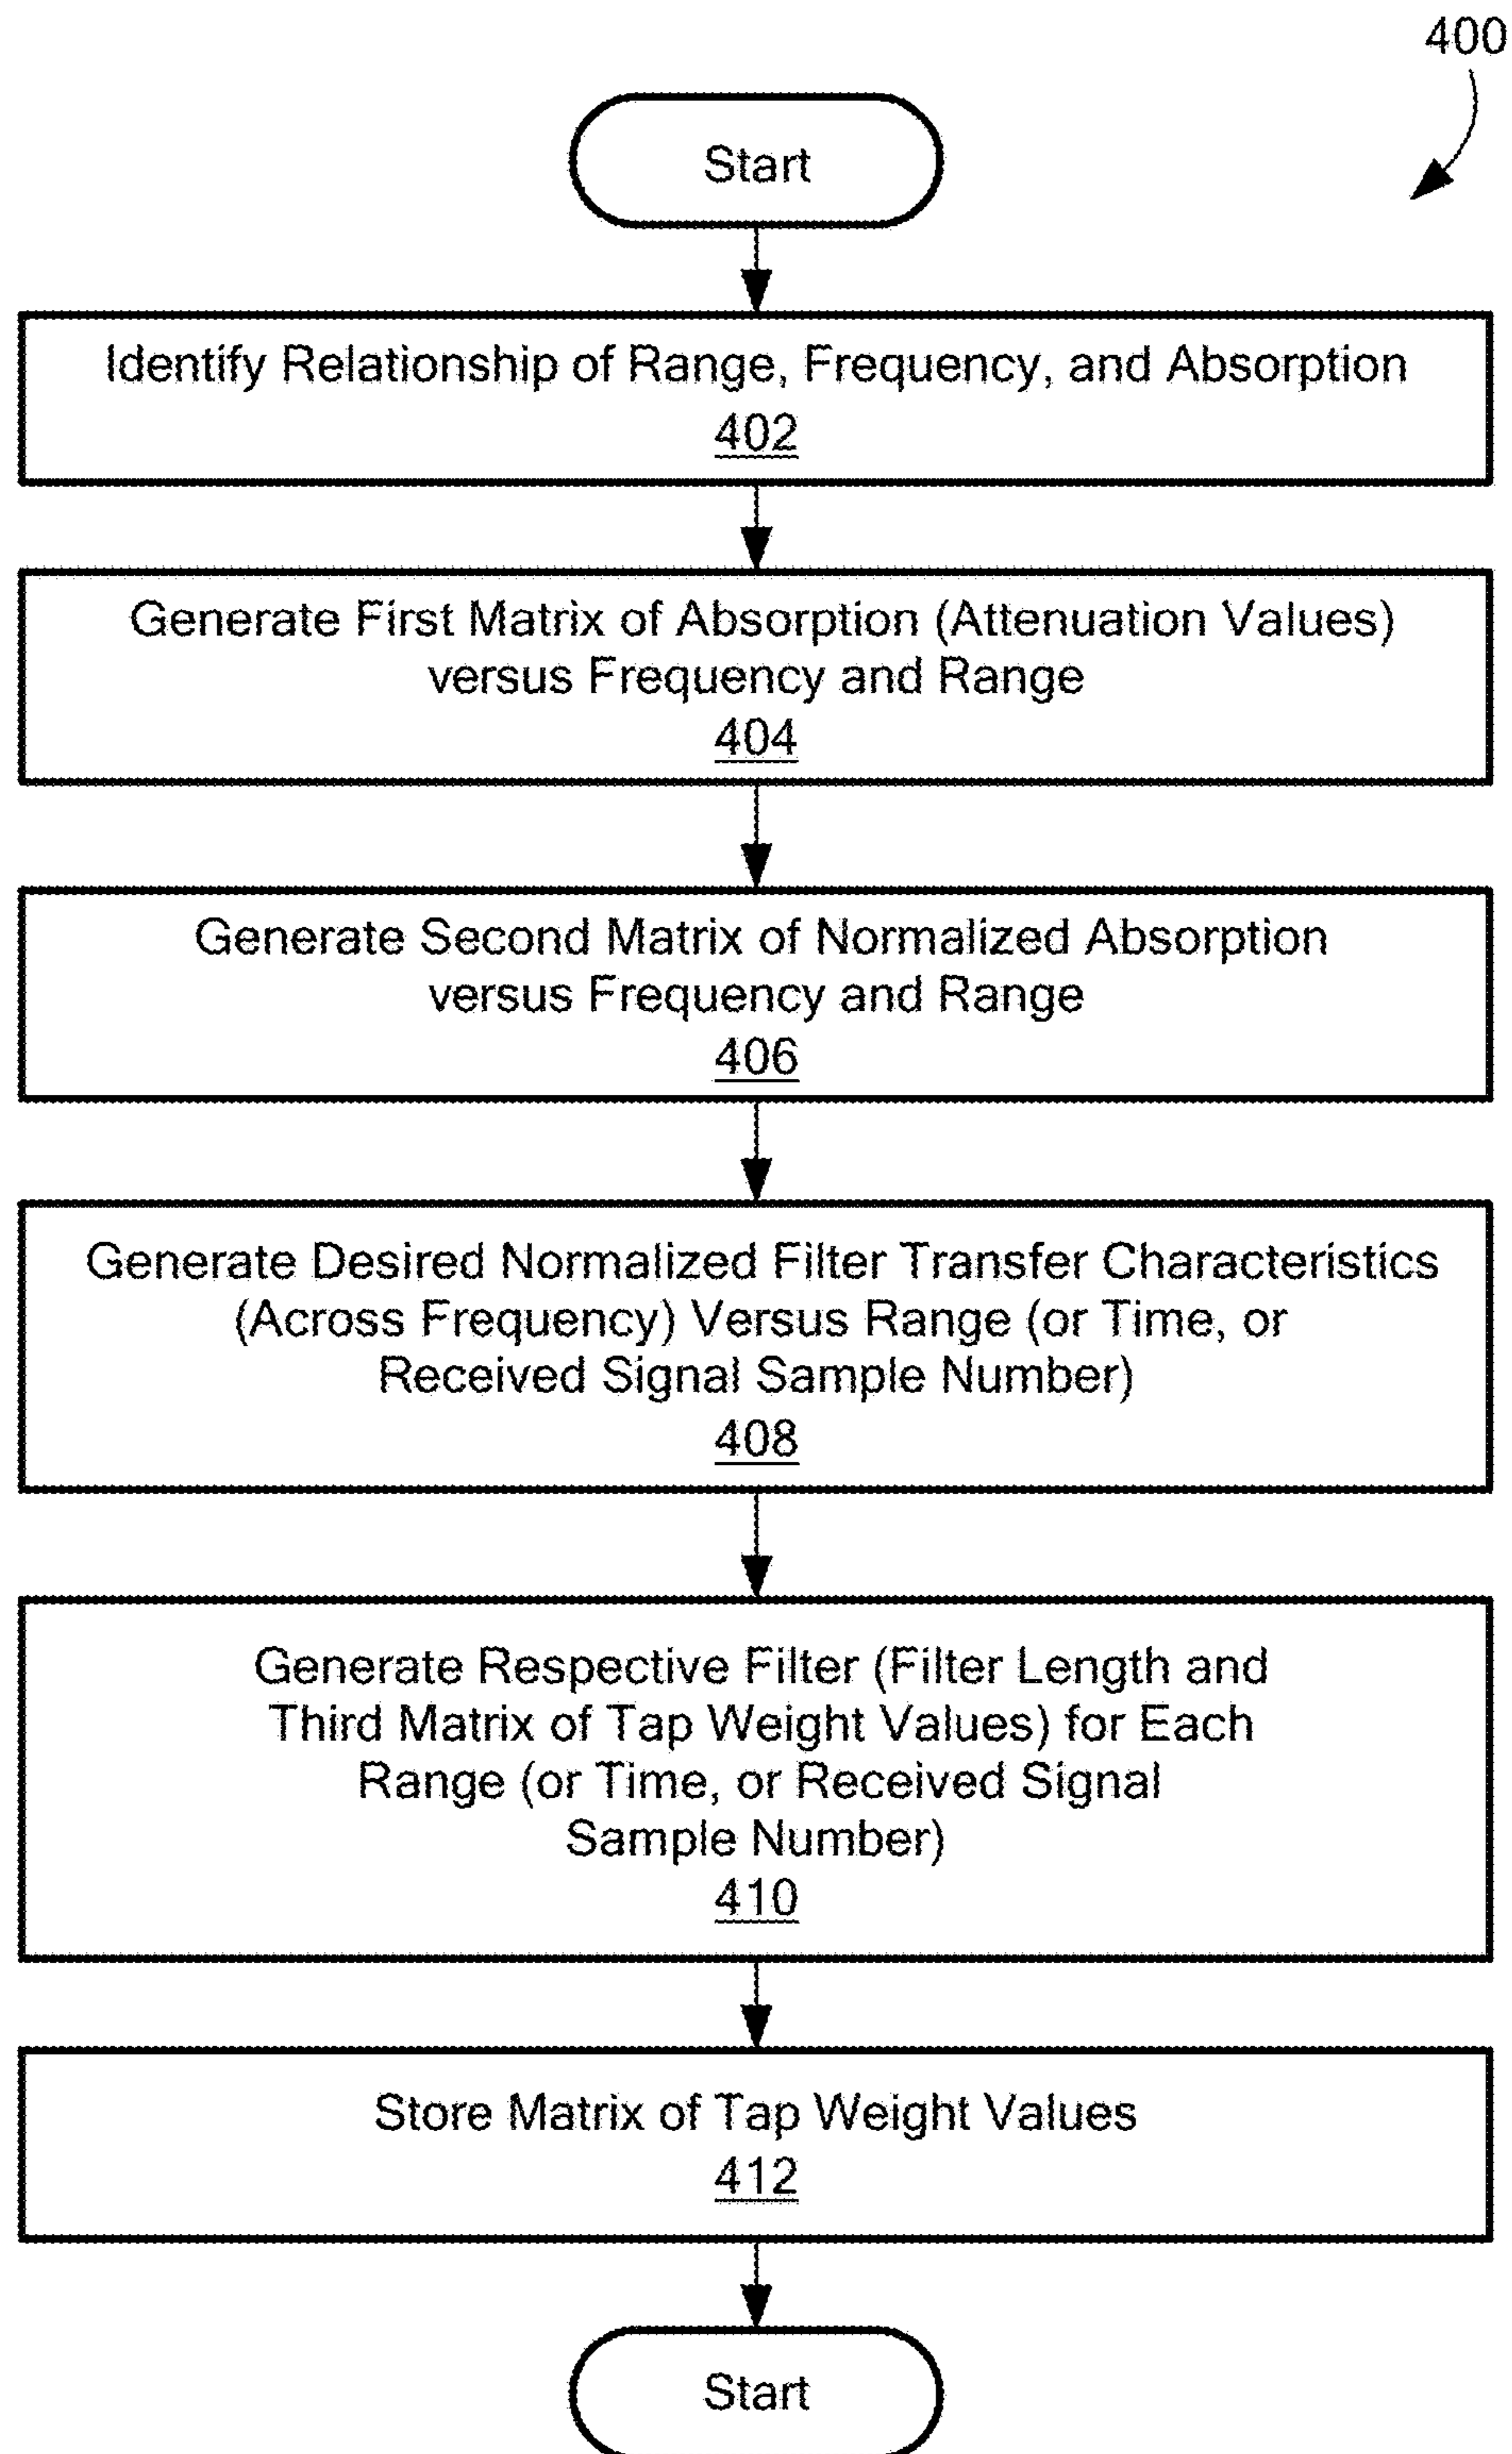 400
Start
Identify Relationship of Range, Frequency, and Absorption
402
Generate First Matrix of Absorption (Attenuation Values)
versus Frequency and Range
404
Generate Second Matrix of Normalized Absorption
versus Frequency and Range
406
Generate Desired Normalized Filter Transfer Characteristics
(Across Frequency) Versus Range (or Time, or
Received Signal Sample Number)
408
Generate Respective Filter (Filter Length and
Third Matrix of Tap Weight Values) for Each
Range (or Time, or Received Signal
Sample Number)
410
Store Matrix of Tap Weight Values
412
Start